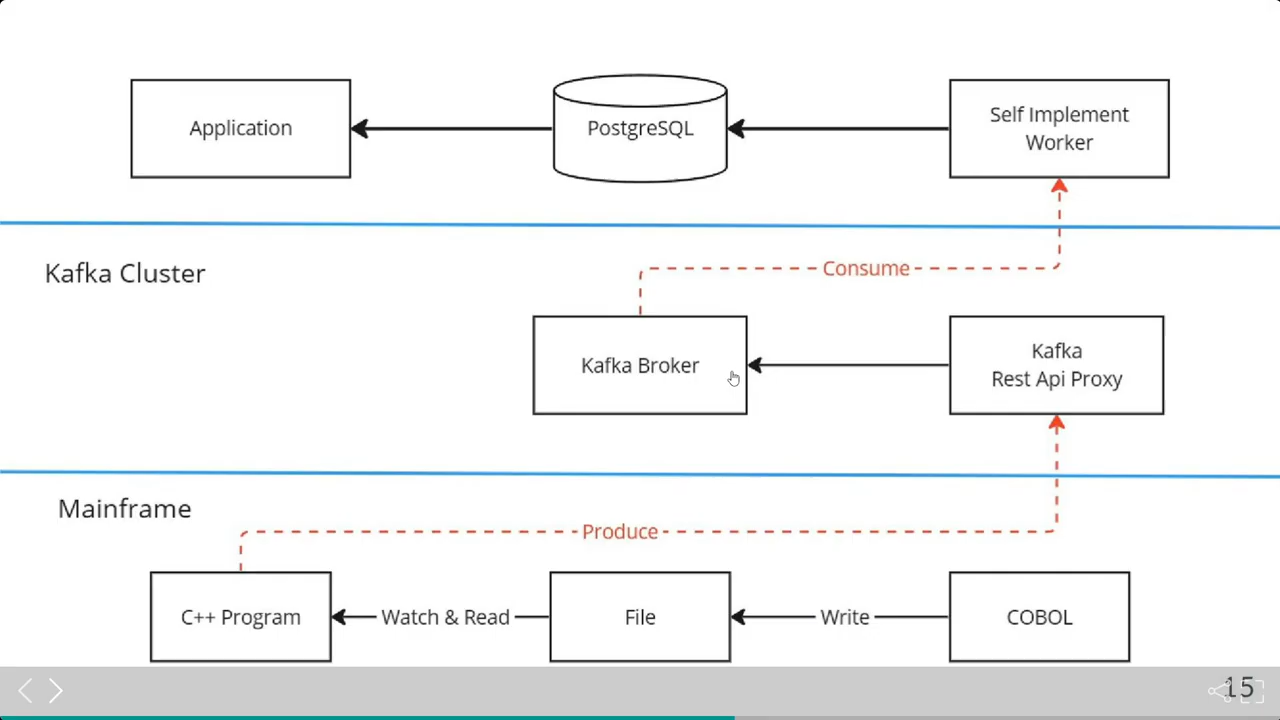 Application
PostgreSQL
Self Implement
Worker
Kafka Cluster
Consume
Kafka Broker
Kafka
Rest Api Proxy
Mainframe
Produce
C++ Program
Watch & Read
File
Write
COBOL
15